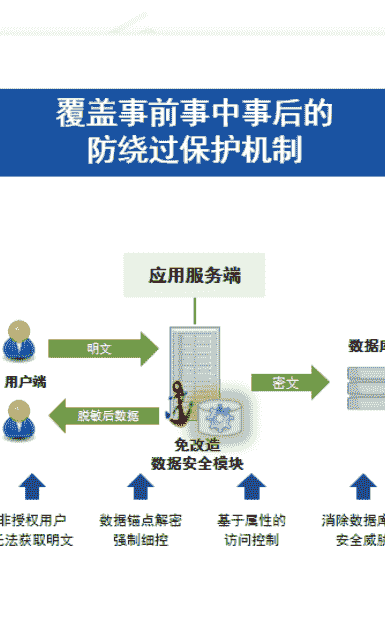 覆盖事前事中事后的
防绕过保护机制
应用服务端
明文
数据库
用户端
密文
脱敏后数据
免改造
数据安全模块
非授权用户
无法获取明文
数据锚点解密
强制细控
基于属性的
访问控制
消除数据库
安全威胁